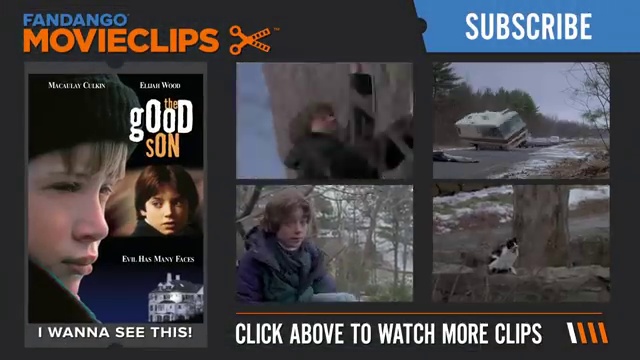 FANDANGO
MOVIECLIPS ™
SUBSCRIBE
MACAULAY CULKIN ELIJAH WOOD
the
gOOD
sON
EVIL HAS MANY FACES
I WANNA SEE THIS!
CLICK ABOVE TO WATCH MORE CLIPS